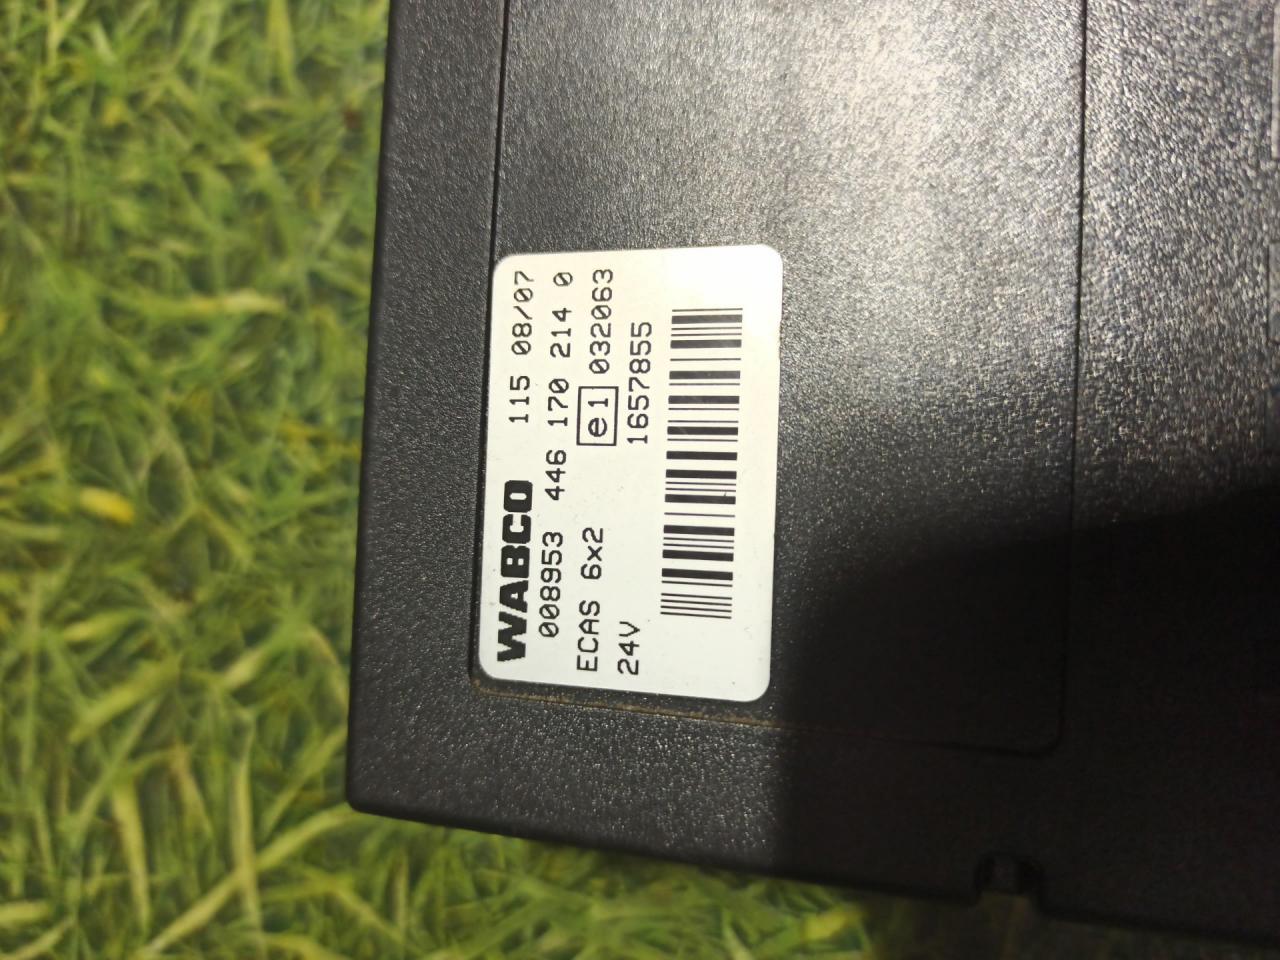 WABCO 115 08/07
008953 446 170 214 0
ECAS 6x2 e1 032063
24V 1657855